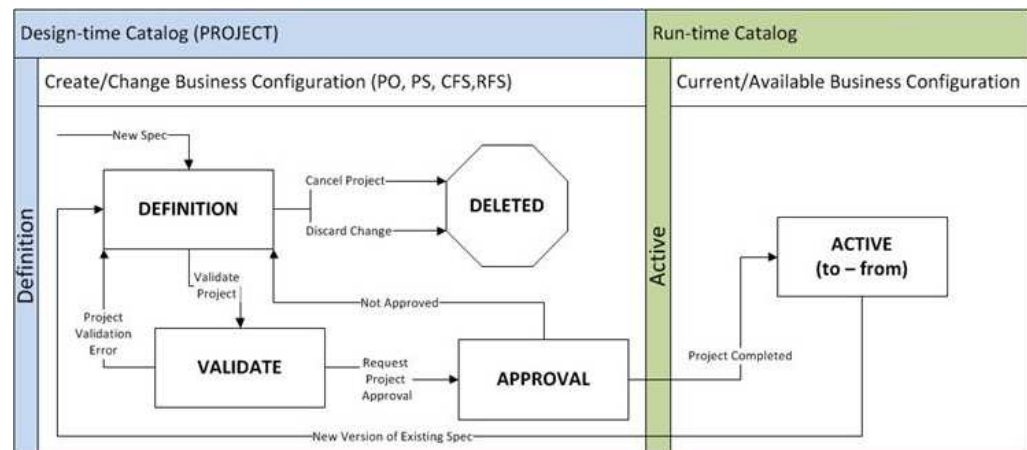 Design-time Catalog (PROJECT)
Run-time Catalog
Create/Change Business Configuration (PO, PS, CFS,RFS)
Current/Available Business Configuration
Definition
Active
New Spec
DEFINITION
Cancel Project
Discard Change
DELETED
Validate
Project
Not Approved
Project
Validation
Error
VALIDATE
Request
Project
Approval
APPROVAL
Project Completed
ACTIVE
(to – from)
New Version of Existing Spec